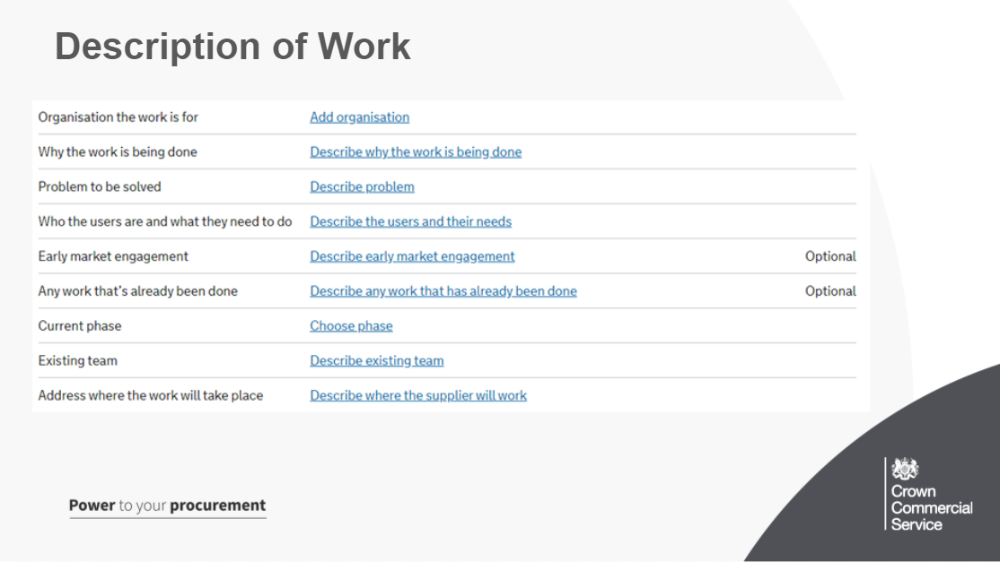 Description of Work
Organisation the work is for Add organisation
Why the work is being done Describe why the work is being done
Problem to be solved Describe problem
Who the users are and what they need to do Describe the users and their needs
Early market engagement Describe early market engagement Optional
Any work that's already been done Describe any work that has already been done Optional
Current phase Choose phase
Existing team Describe existing team
Address where the work will take place Describe where the supplier will work
Power to your procurement
Crown
Commercial
Service